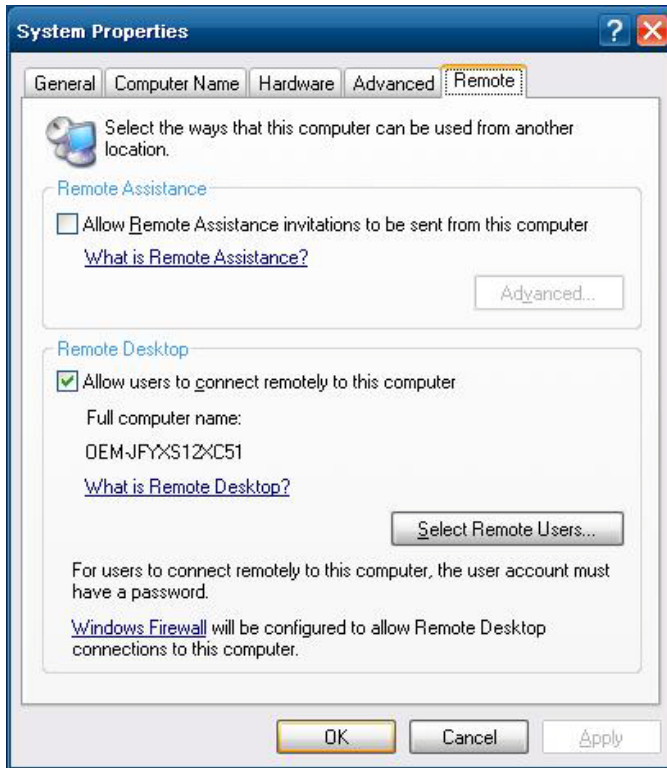 System Properties
?
General
Computer Name
Hardware
Advanced
Remote
Select the ways that this computer can be used from another
location.
Remote Assistance
Allow Remote Assistance invitations to be sent from this computer
What is Remote Assistance?
Advanced...
Remote Desktop
Allow users to connect remotely to this computer
Full computer name:
OEM-JFYXS12XC51
What is Remote Desktop?
Select Remote Users...
For users to connect remotely to this computer, the user account must
have a password.
Windows Firewall will be configured to allow Remote Desktop
connections to this computer.
OK
Cancel
Apply